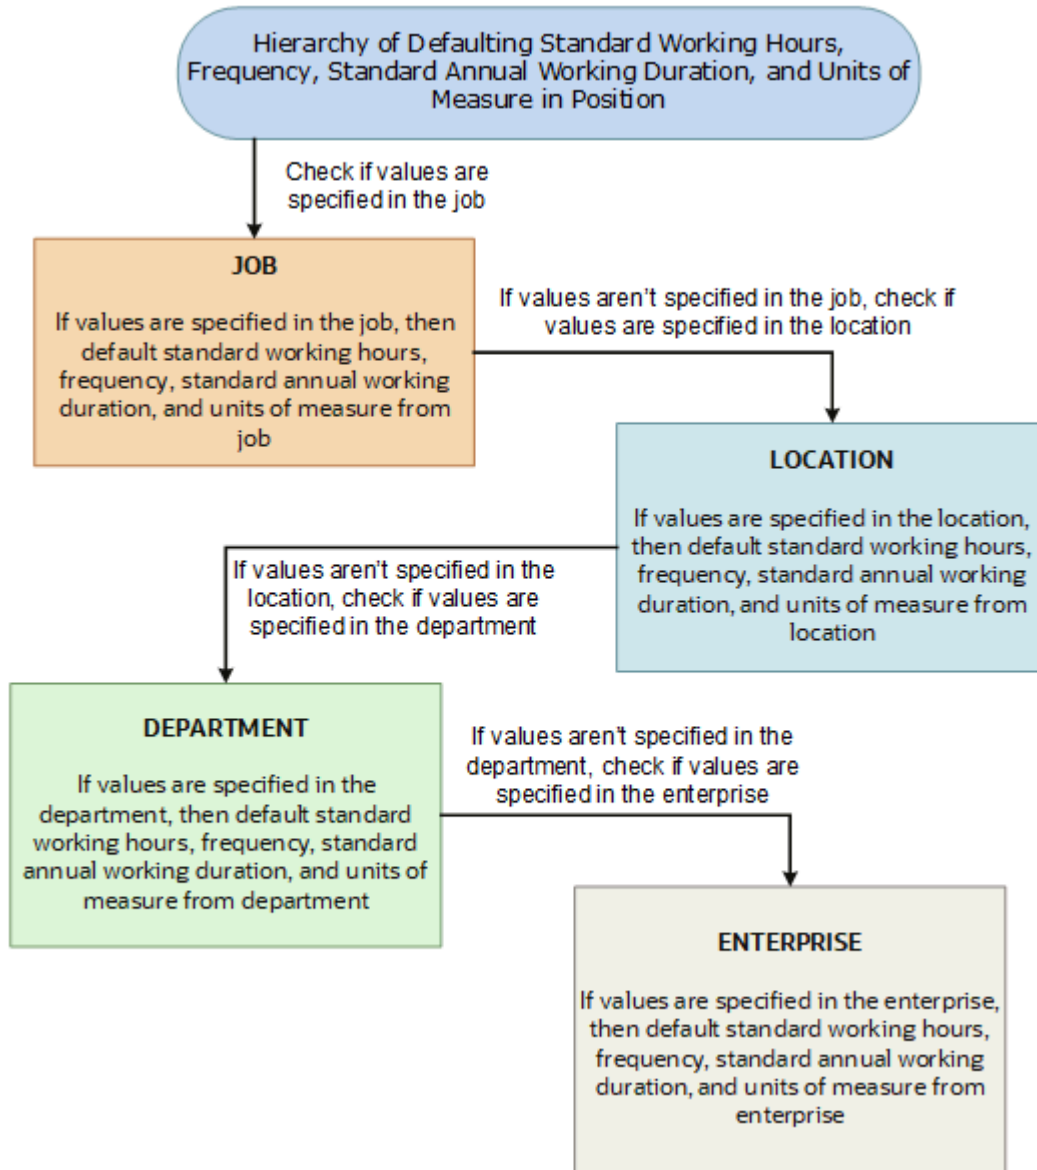 Hierarchy of Defaulting Standard Working Hours,
Frequency, Standard Annual Working Duration, and Units of
Measure in Position
Check if values are
specified in the job
JOB
If values are specified in the job, then
default standard working hours,
frequency, standard annual working
duration, and units of measure from
job
If values aren't specified in the job, check if
values are specified in the location
LOCATION
If values are specified in the location,
then default standard working hours,
frequency, standard annual working
duration, and units of measure from
location
If values aren't specified in the
location, check if values are
specified in the department
DEPARTMENT
If values are specified in the
department, then default standard
working hours, frequency, standard
annual working duration, and units of
measure from department
If values aren't specified in the
department, check if values are
specified in the enterprise
ENTERPRISE
If values are specified in the enterprise,
then default standard working hours,
frequency, standard annual working
duration, and units of measure from
enterprise